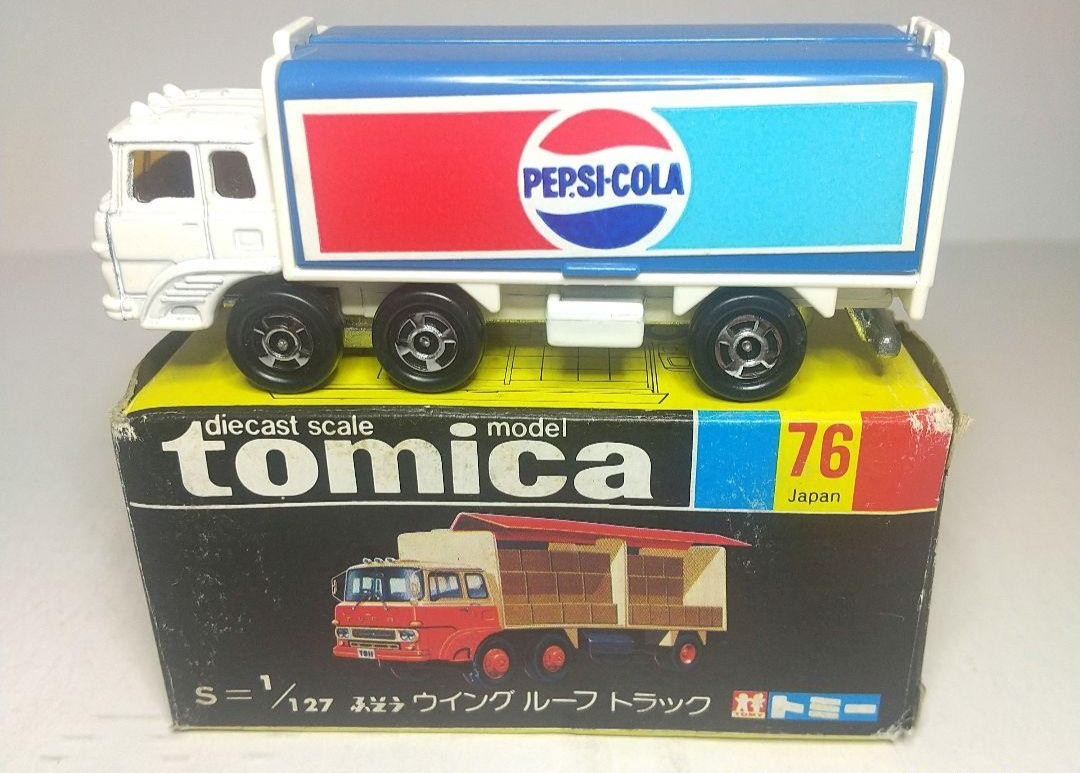 PEPSI-COLA
diecast scale model
tomica
76
Japan
S=1/127 ふそう ウイング ルーフ トラック
TOMY トミー